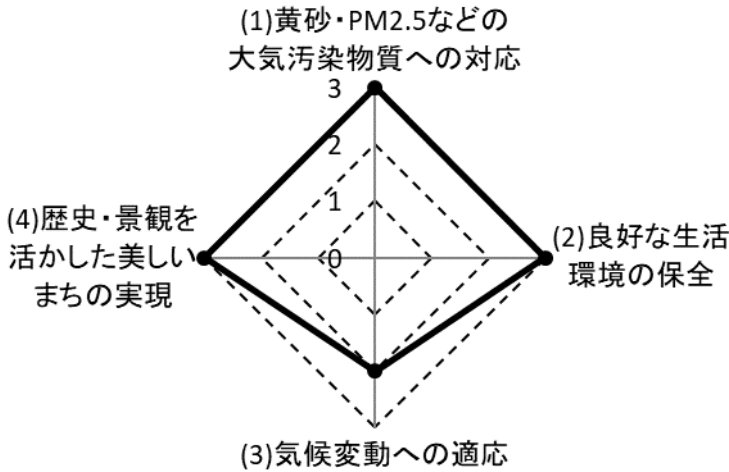 (1)黄砂・PM2.5などの
大気汚染物質への対応
3
2
1
0
(4)歴史・景観を
活かした美しい
まちの実現
(2)良好な生活
環境の保全
(3)気候変動への適応